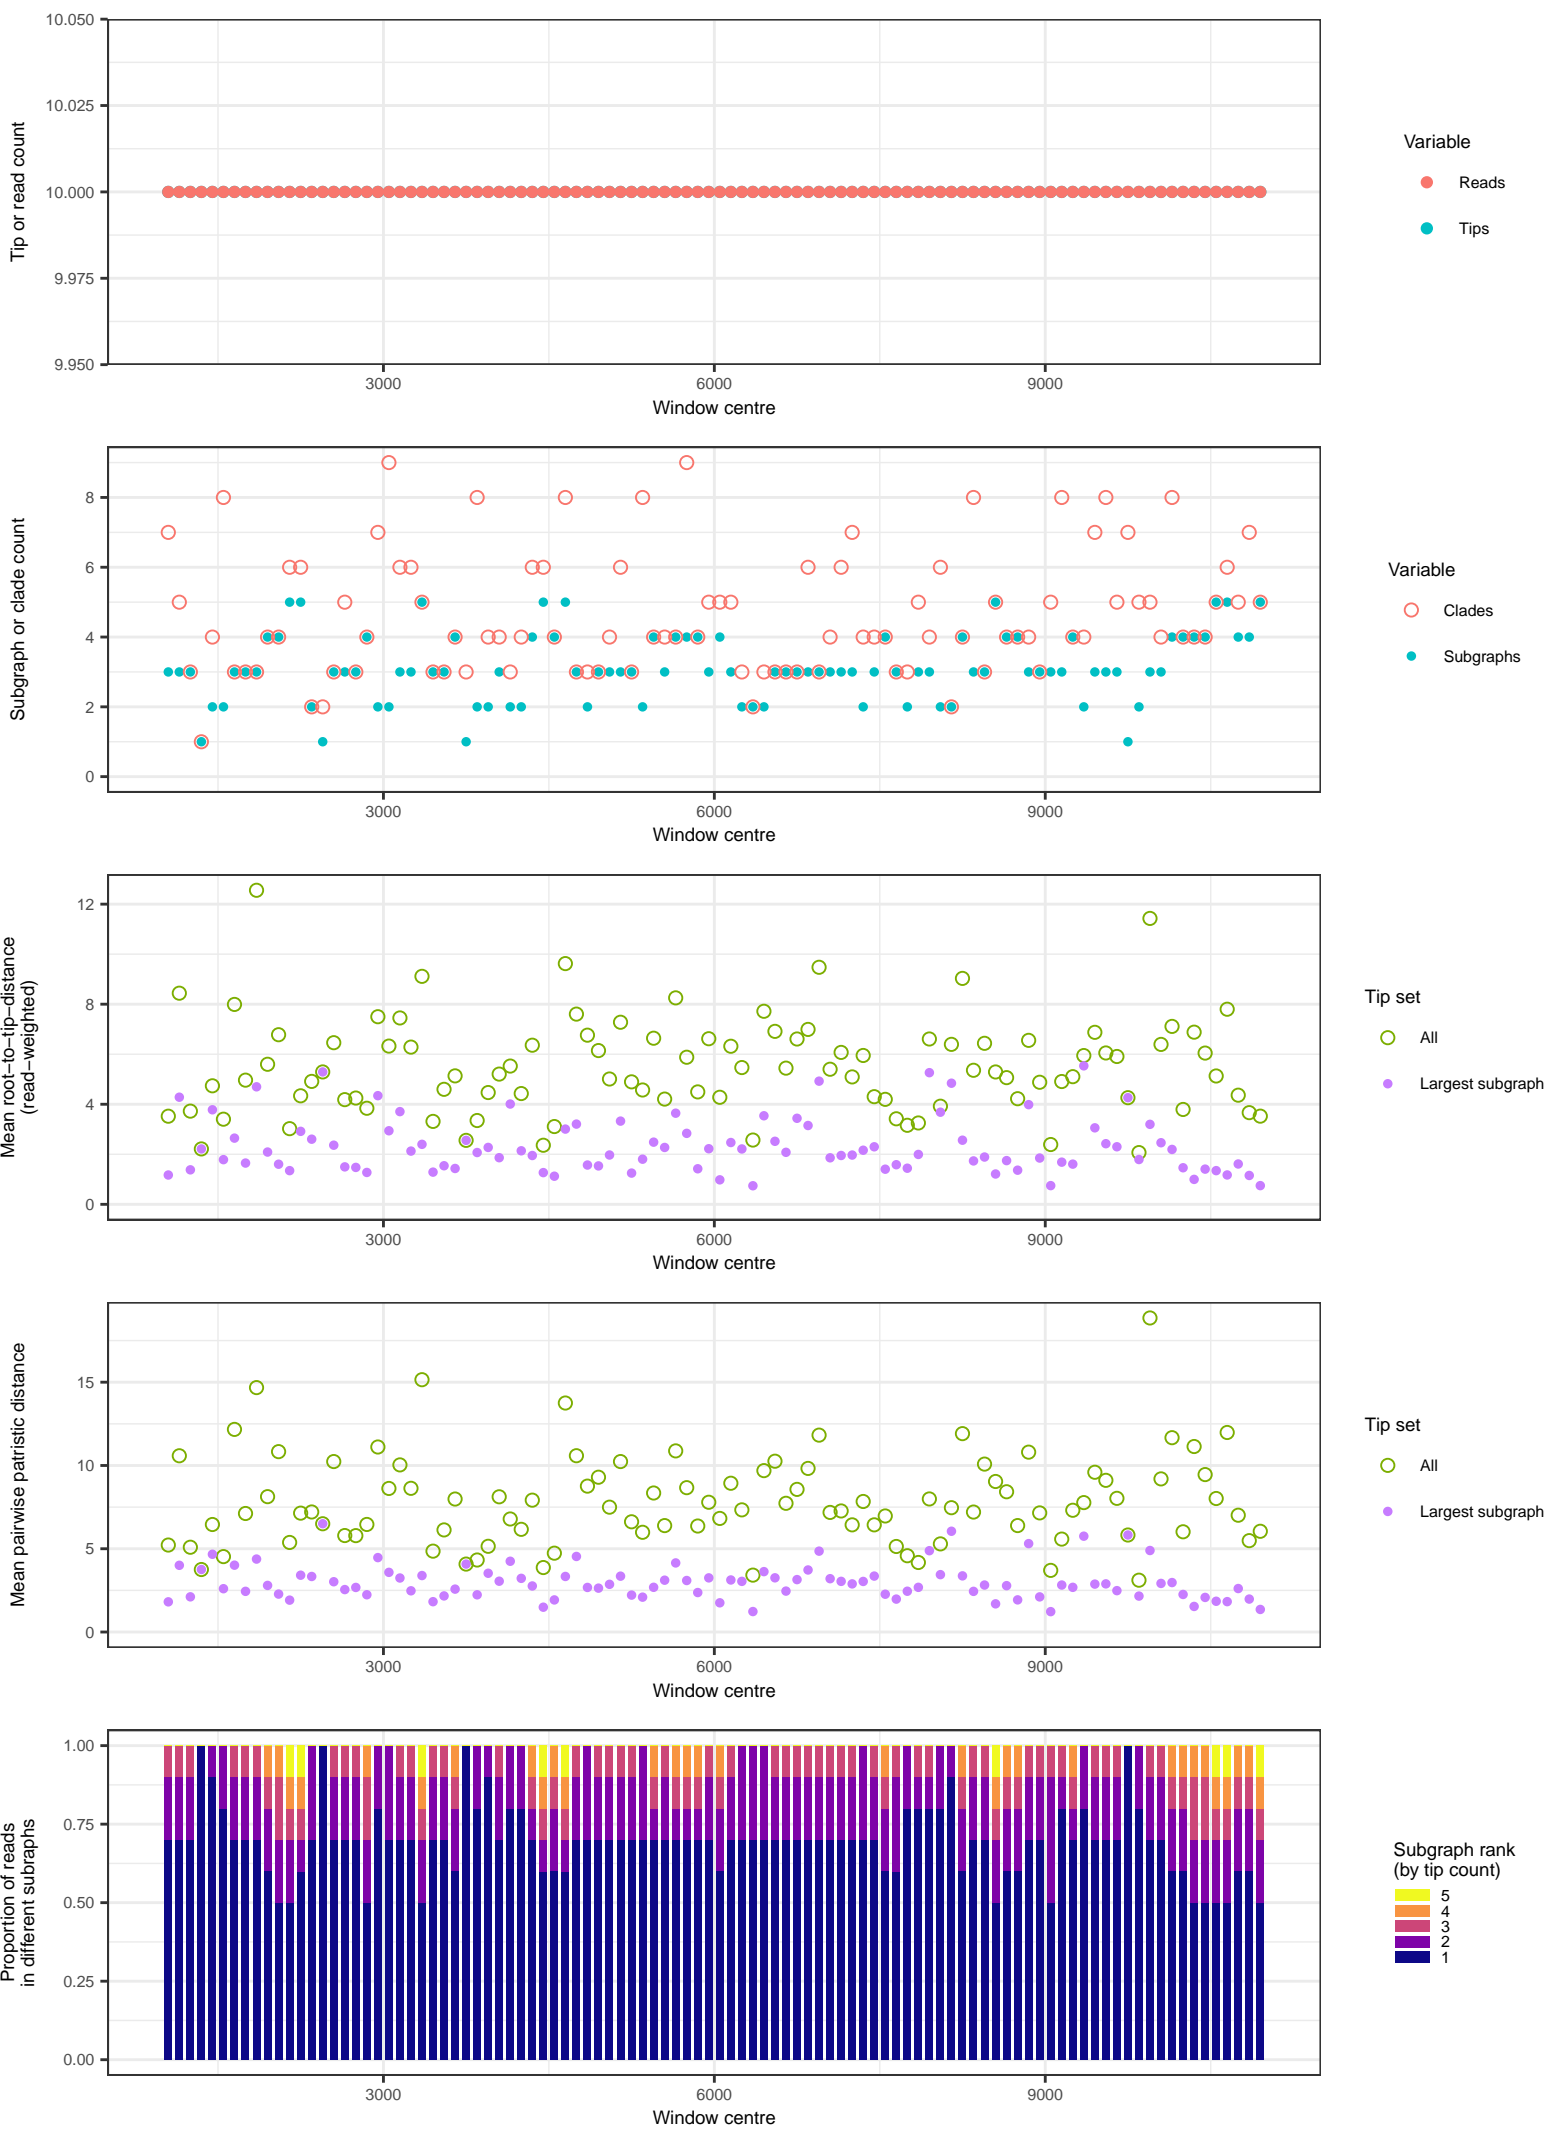 10.050
10.025
10.000
9.975
9.950
Tip or read count
3000
6000
9000
Window centre
Variable
Reads
Tips
8
6
4
2
0
Subgraph or clade count
3000
6000
9000
Window centre
Variable
Clades
Subgraphs
12
8
4
0
Mean root−to−tip−distance
(read−weighted)
3000
6000
9000
Window centre
Tip set
All
Largest subgraph
15
10
5
0
Mean pairwise patristic distance
3000
6000
9000
Window centre
Tip set
All
Largest subgraph
1.00
0.75
0.50
0.25
0.00
Proportion of reads
in different subraphs
3000
6000
9000
Window centre
Subgraph rank
(by tip count)
5
4
3
2
1